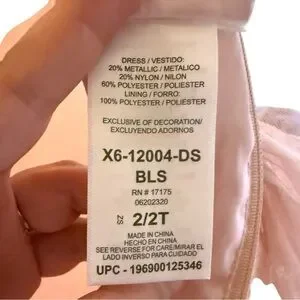 DRESS / VESTIDO:
20% METALLIC / METALICO
20% NYLON / NILON
60% POLYESTER / POLIESTER
LINING / FORRO:
100% POLYESTER / POLIESTER
EXCLUSIVE OF DECORATION/
EXCLUYENDO ADORNOS
X6-12004-DS
BLS
RN # 17175
06202320
ZS 2/2T
MADE IN CHINA
HECHO EN CHINA
SEE REVERSE FOR CARE/MIRAR EL
LADO INVERSO PARA EL CUIDADO
UPC - 196900125346